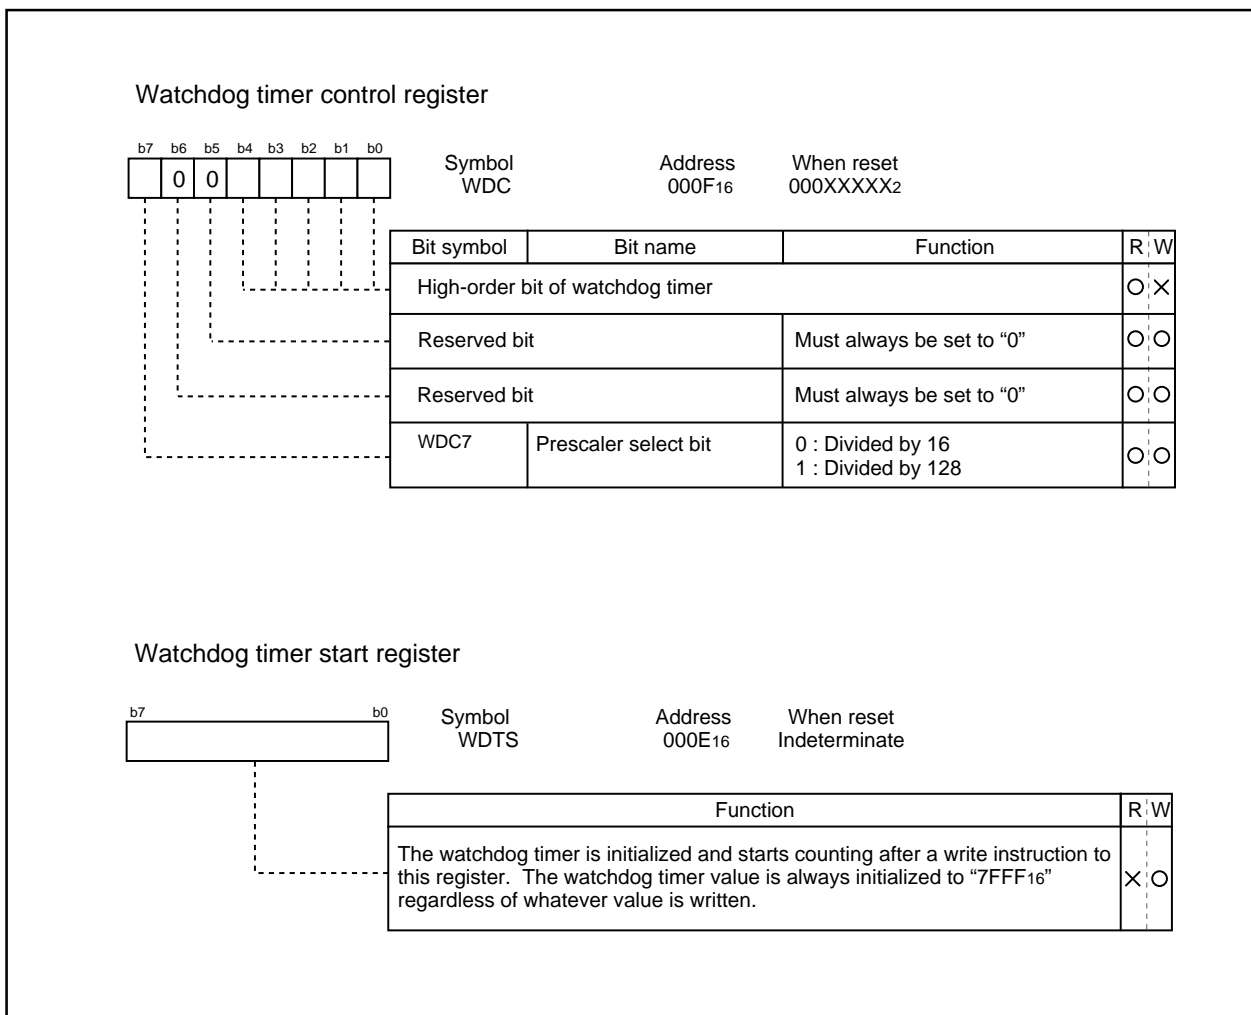 Watchdog timer control register
b7 b6 b5 b4 b3 b2 b1 b0
0 0
Symbol Address When reset
WDC 000F16 000XXXXX2
Bit symbol Bit name Function R W
High-order bit of watchdog timer
Reserved bit Must always be set to “0”
Reserved bit Must always be set to “0”
WDC7 Prescaler select bit 0 : Divided by 16
1 : Divided by 128
Watchdog timer start register
b7 b0
Symbol Address When reset
WDTS 000E16 Indeterminate
Function R W
The watchdog timer is initialized and starts counting after a write instruction to
this register. The watchdog timer value is always initialized to “7FFF16”
regardless of whatever value is written.